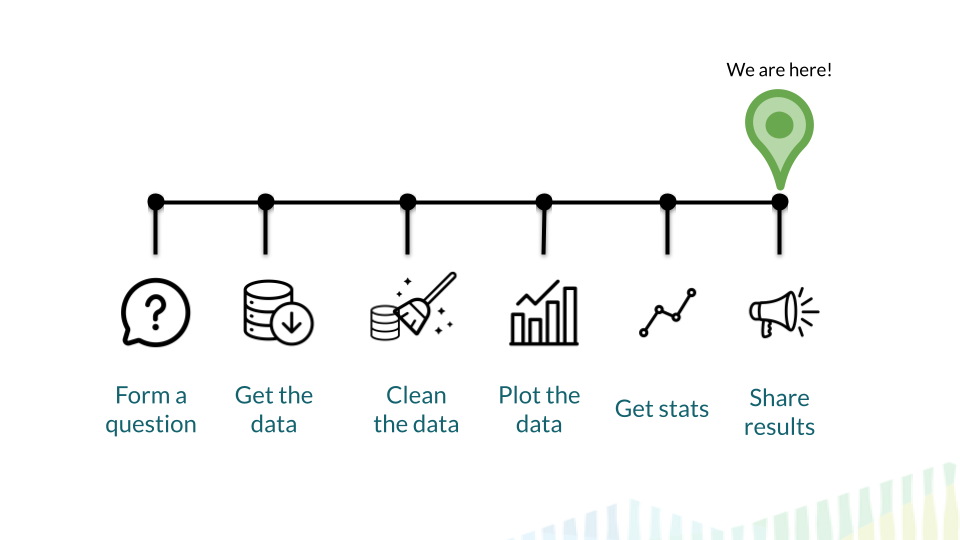 We are here!
?
Form a
question
Get the
data
Clean
the data
Plot the
data
Get stats
Share
results